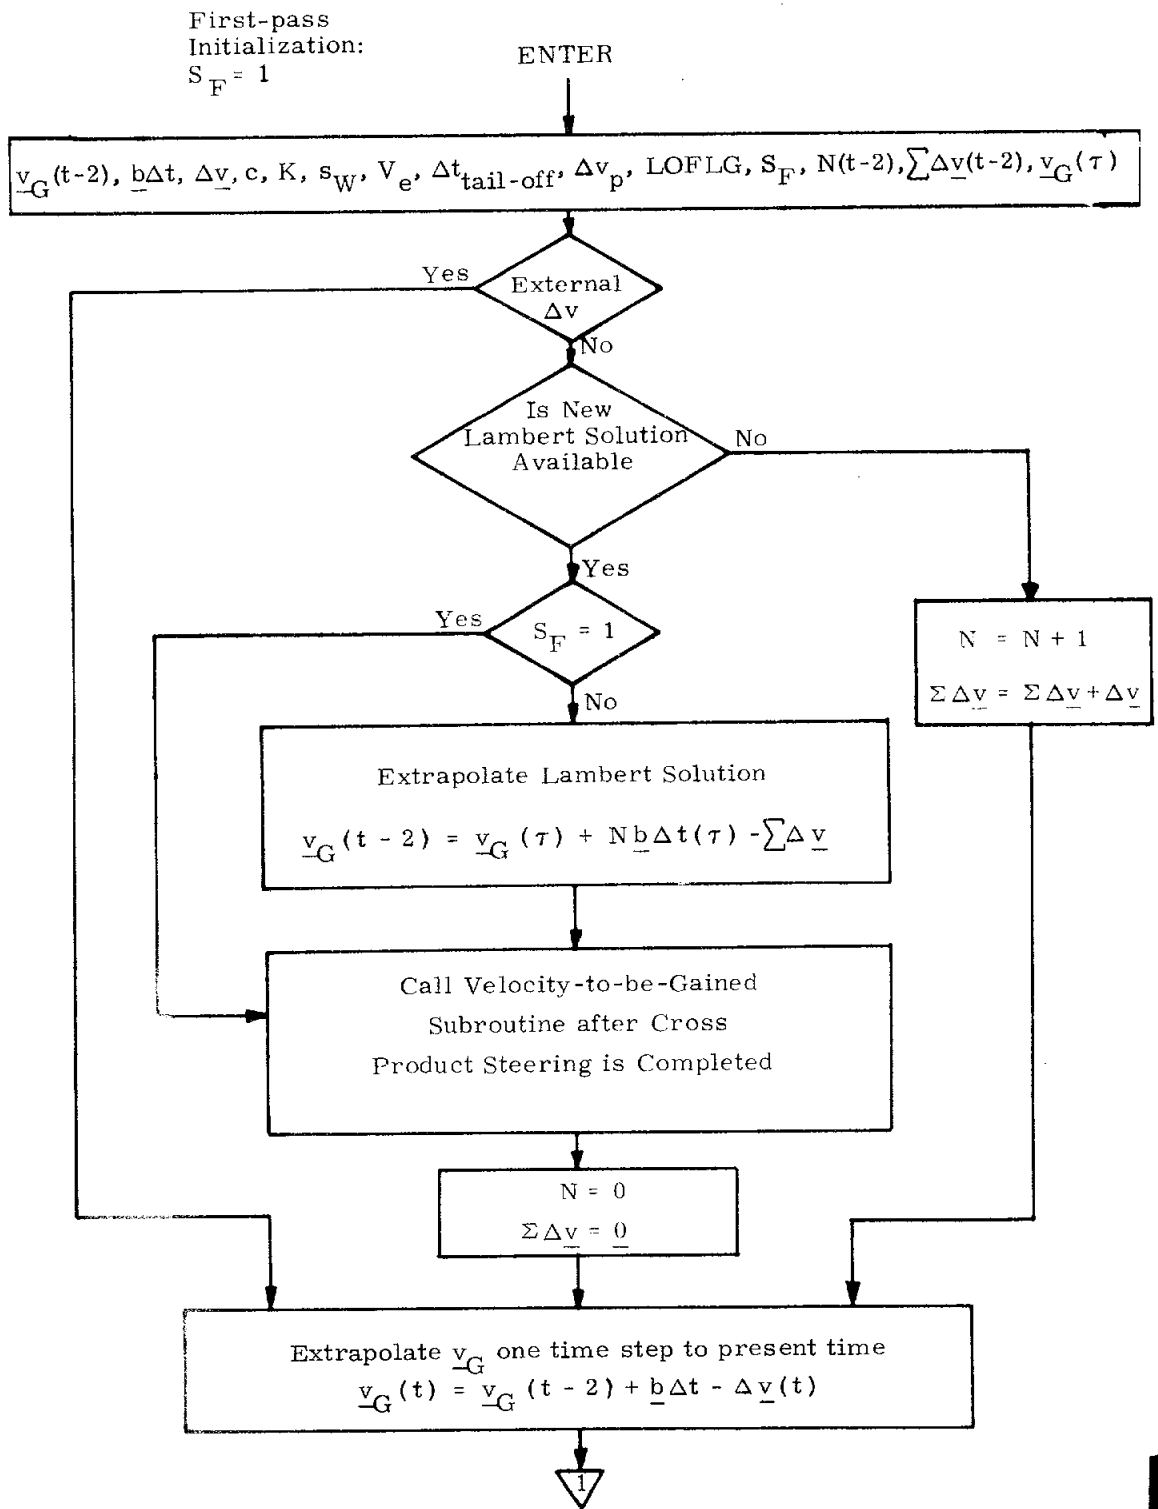 First-pass
Initialization:
S_F = 1
ENTER
v_G(t-2), bΔt, Δv, c, K, s_W, V_e, Δt_tail-off, Δv_p, LOFLG, S_F, N(t-2), ∑Δv(t-2), v_G(τ)
Yes
External
Δv
No
Is New
Lambert Solution
Available
No
Yes
Yes
S_F = 1
N = N + 1
Σ Δv = Σ Δv + Δv
No
Extrapolate Lambert Solution
v_G (t - 2) = v_G (τ) + N b Δt(τ) - ∑Δ v
Call Velocity-to-be-Gained
Subroutine after Cross
Product Steering is Completed
N = 0
Σ Δv = 0
Extrapolate v_G one time step to present time
v_G (t) = v_G (t - 2) + b Δt - Δ v (t)
1